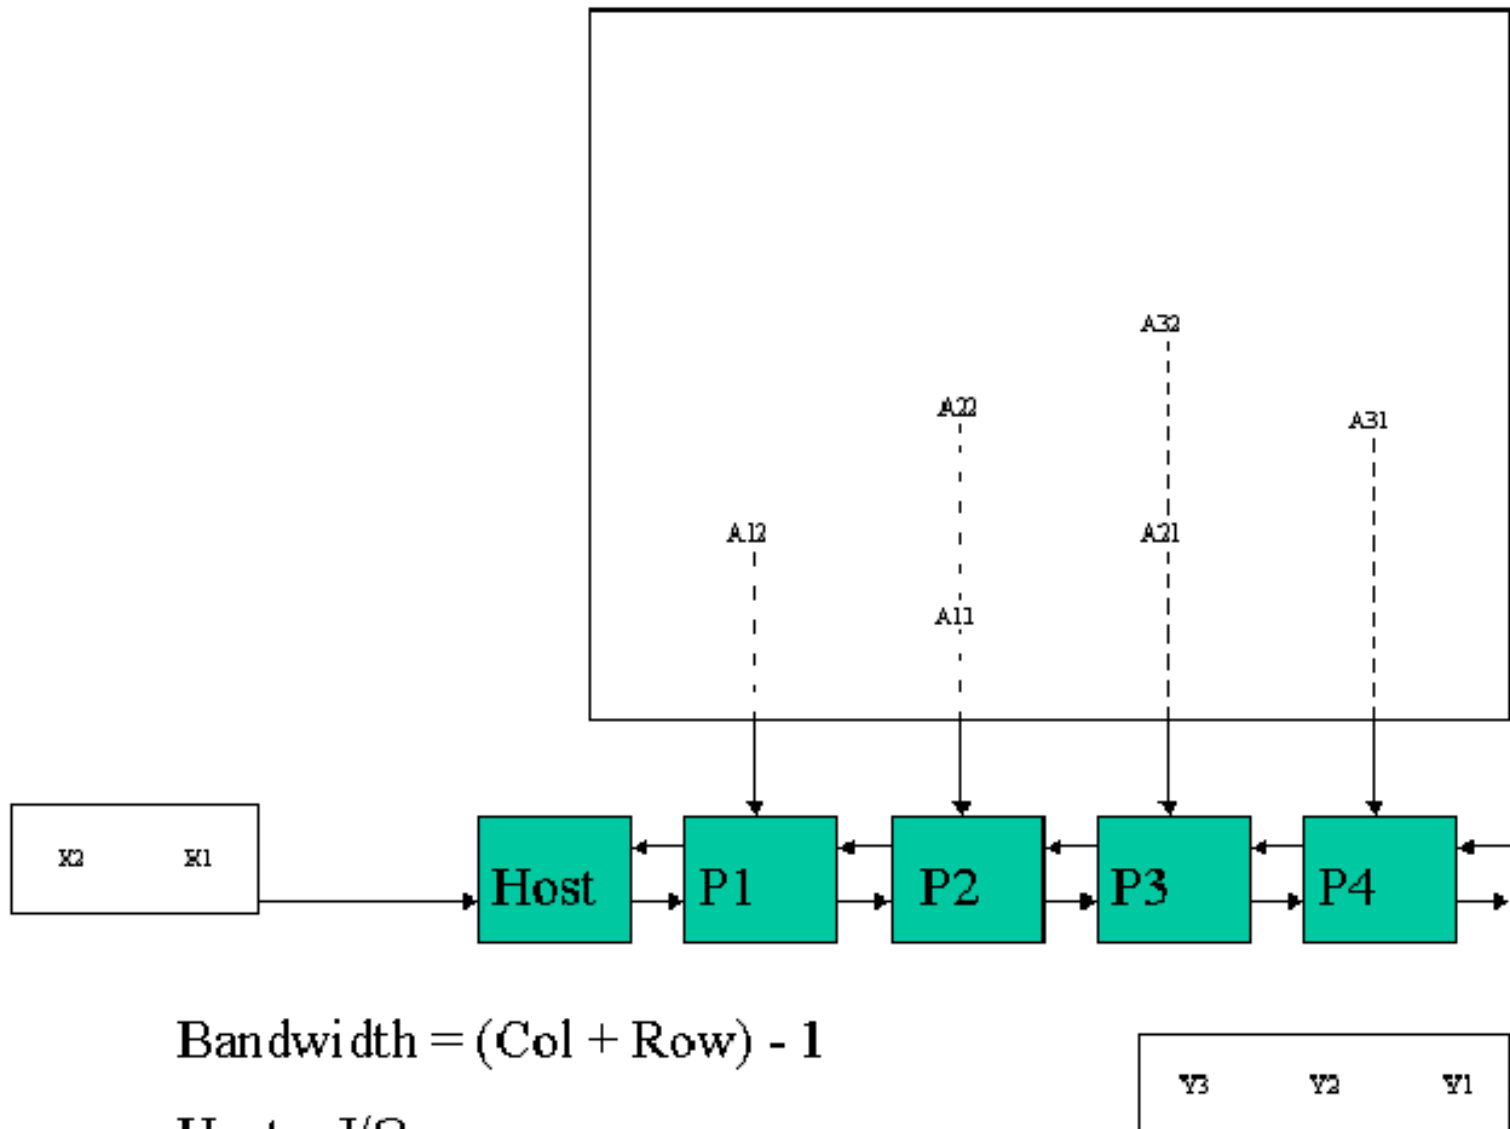 A32
A22
A31
A12
A21
A11
X2 X1
Host P1 P2 P3 P4
Bandwidth = (Col + Row) - 1
Y3 Y2 Y1